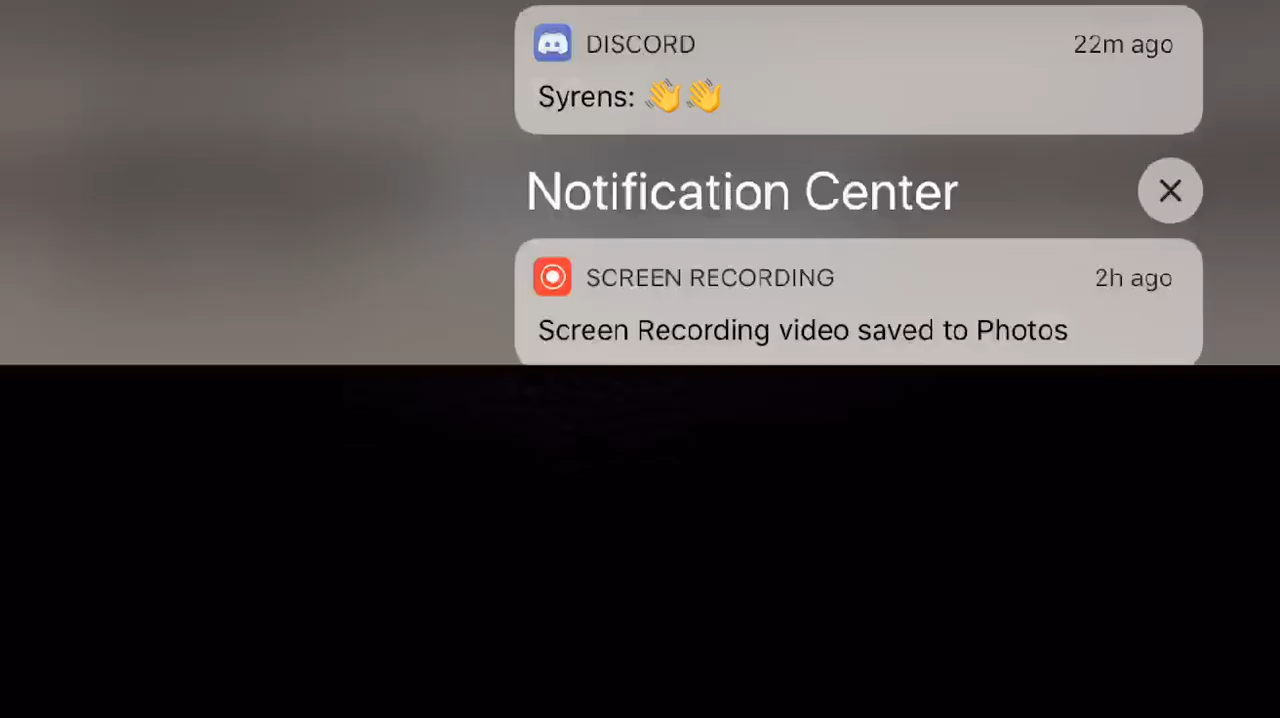 DISCORD 22m ago
Syrens: 👋👋
Notification Center
SCREEN RECORDING 2h ago
Screen Recording video saved to Photos